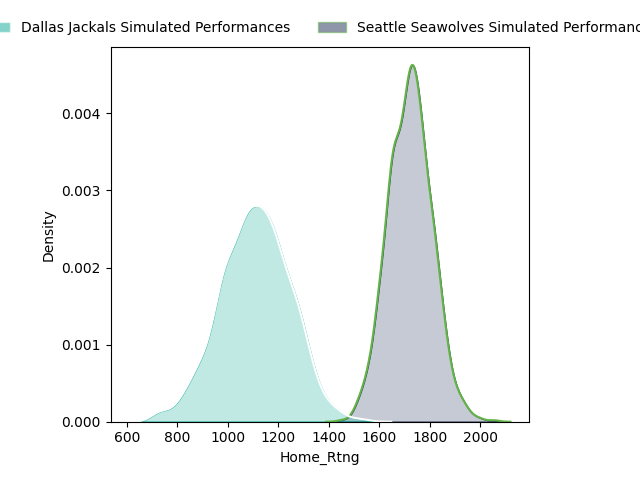 Dallas Jackals Simulated Performances
Seattle Seawolves Simulated
Density
0.004
0.003
0.002
0.001
0.000
600 800 1000 1200 1400 1600 1800 2000
Home_Rtng